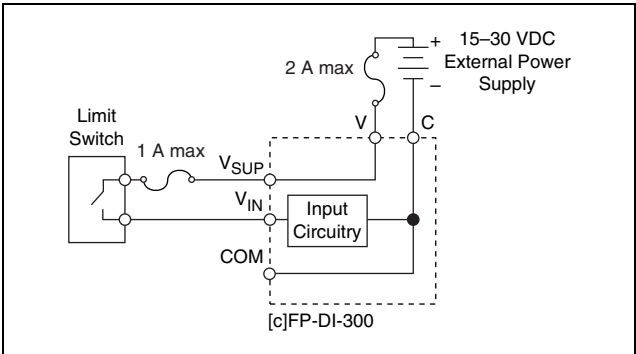 15–30 VDC
External Power
Supply
+
–
2 A max
V
C
Limit
Switch
1 A max
VSUP
VIN
Input
Circuitry
COM
[c]FP-DI-300